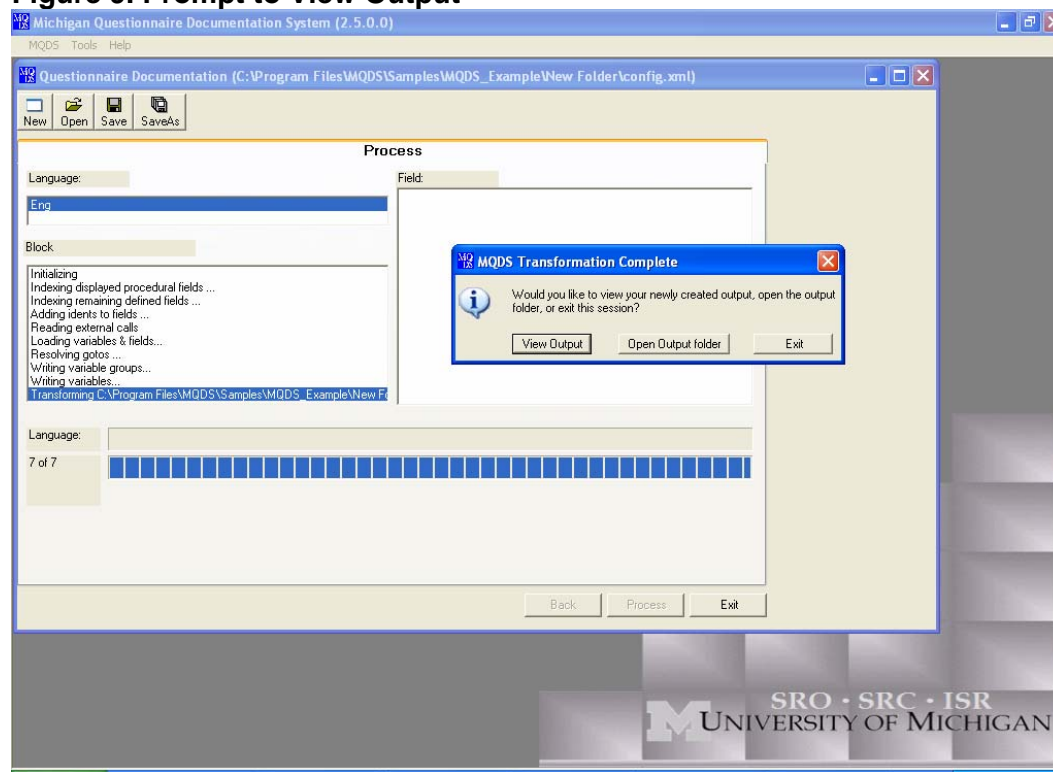 Michigan Questionnaire Documentation System (2.5.0.0)
MQDS Tools Help
Questionnaire Documentation (C:\Program Files\MQDS\Samples\MQDS_Example\New Folder\config.xml)
New Open Save SaveAs
Process
Language:
Field:
Eng
Block
Initializing
Indexing displayed procedural fields ...
Indexing remaining defined fields ...
Adding idents to fields ...
Reading external calls
Loading variables & fields...
Resolving gotos ...
Writing variable groups...
Writing variables...
Transforming C:\Program Files\MQDS\Samples\MQDS_Example\New Fo
MQDS Transformation Complete
Would you like to view your newly created output, open the output
folder, or exit this session?
View Output Open Output folder Exit
Language:
7 of 7
Back Process Exit
SRO · SRC · ISR
UNIVERSITY OF MICHIGAN